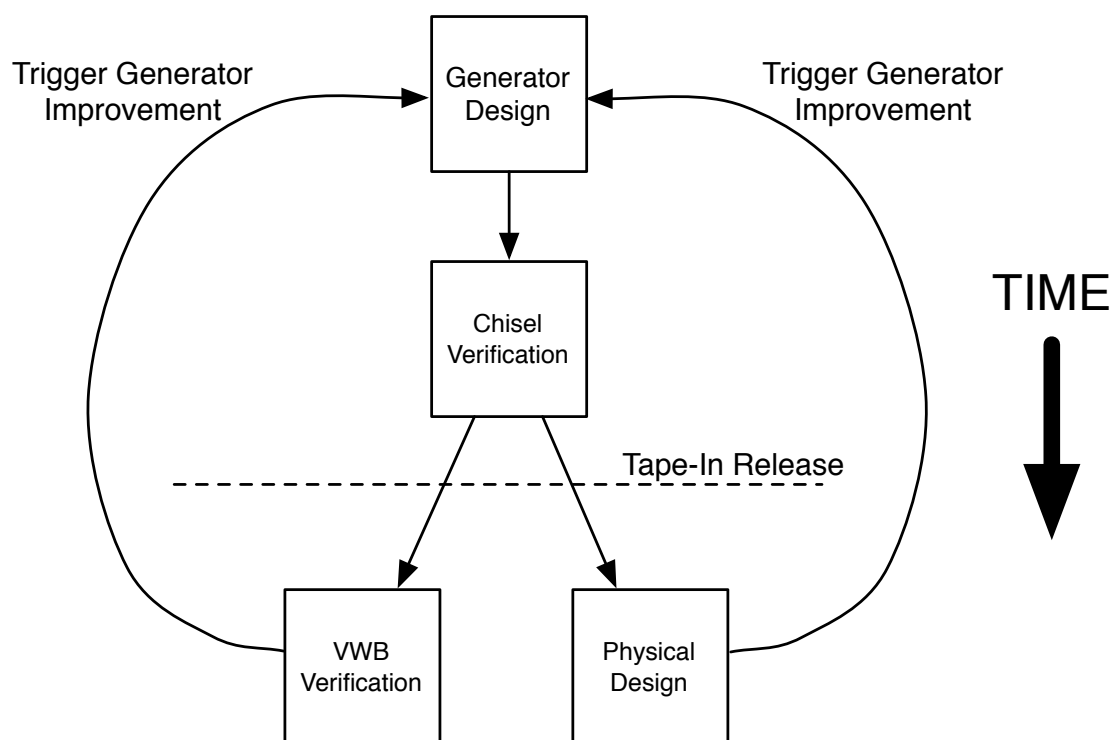 Trigger Generator
Improvement
Generator
Design
Trigger Generator
Improvement
Chisel
Verification
TIME
Tape-In Release
VWB
Verification
Physical
Design